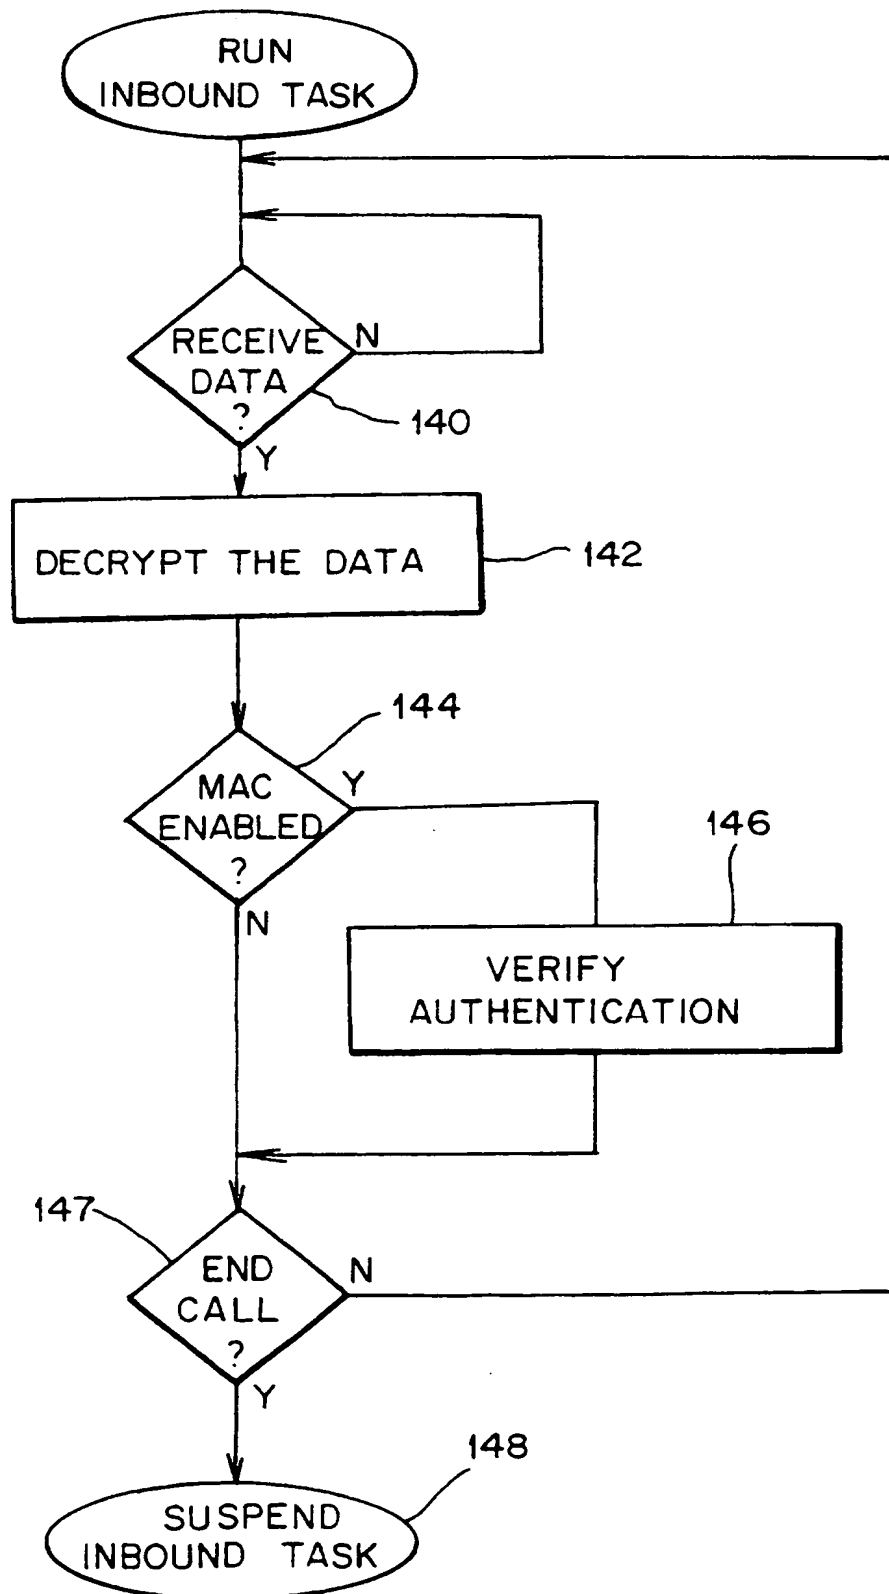 RUN
INBOUND TASK
RECEIVE
DATA
?
N
140
Y
DECRYPT THE DATA
142
144
MAC
ENABLED
?
Y
N
146
VERIFY
AUTHENTICATION
147
END
CALL
?
N
Y
148
SUSPEND
INBOUND TASK